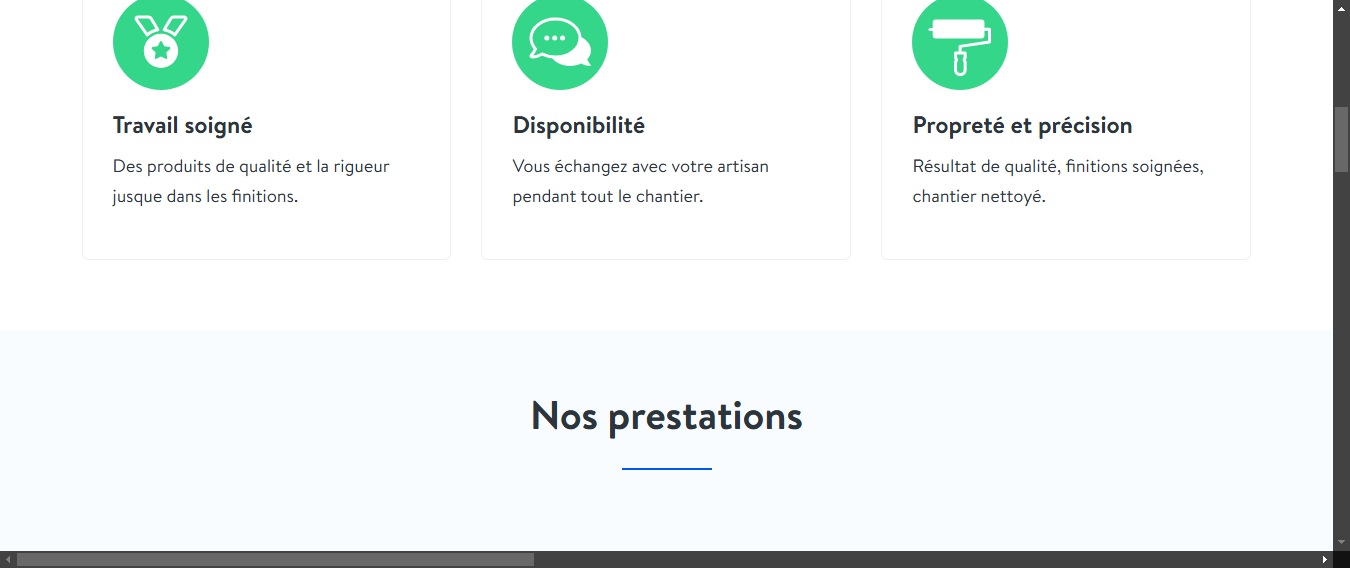 Travail soigné
Des produits de qualité et la rigueur
jusque dans les finitions.
Disponibilité
Vous échangez avec votre artisan
pendant tout le chantier.
Propreté et précision
Résultat de qualité, finitions soignées,
chantier nettoyé.
Nos prestations